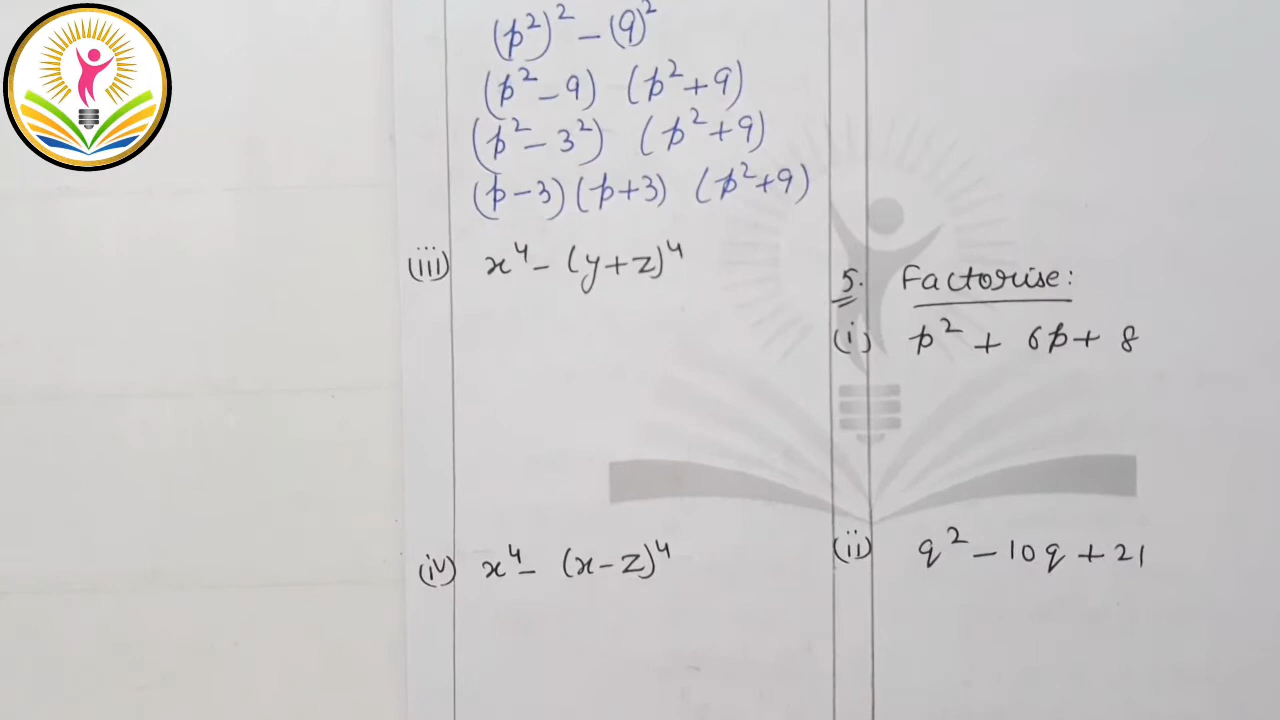 (p²)² – (9)²
(p² – 9) (p² + 9)
(p² – 3²) (p² + 9)
(p – 3) (p + 3) (p² + 9)
(iii) x⁴ – (y + z)⁴
(iv) x⁴ – (x – z)⁴
5. Factorise:
(i) p² + 6p + 8
(ii) q² – 10q + 21